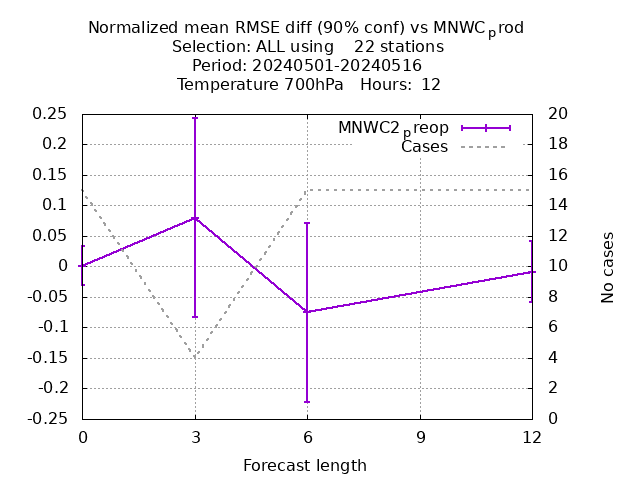 Normalized mean RMSE diff (90% conf) vs MNWCprod
Selection: ALL using    22 stations
Period: 20240501-20240516
Temperature 700hPa   Hours:  12
MNWC2preop
Cases
0.25
0.2
0.15
0.1
0.05
0
-0.05
-0.1
-0.15
-0.2
-0.25
20
18
16
14
12
10
8
6
4
2
0
No cases
0 3 6 9 12
Forecast length